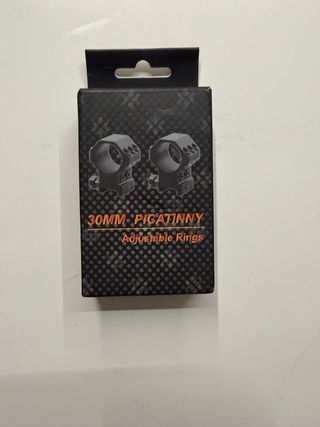 30MM PICATINNY
Adjustable Rings